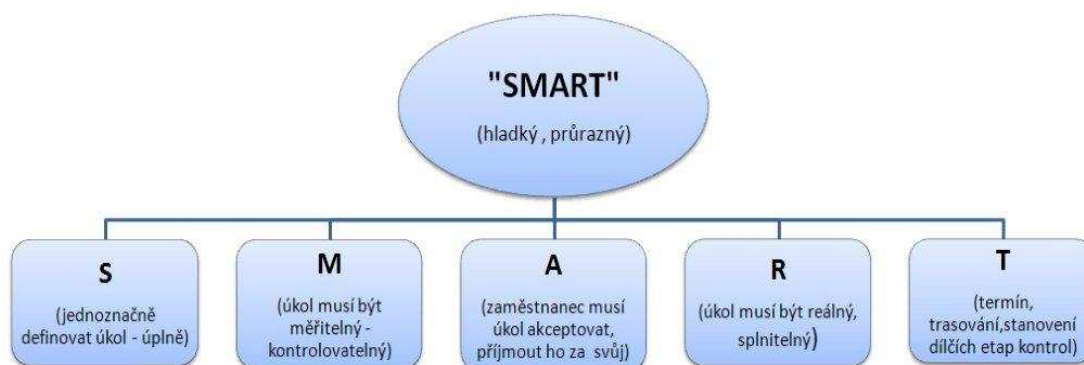 "SMART"
(hladký , průrazný)
S
(jednoznačně
definovat úkol - úplně)
M
(úkol musí být
měřitelný -
kontrolovatelný)
A
(zaměstnanec musí
úkol akceptovat,
příjmout ho za svůj)
R
(úkol musí být reálný,
splnitelný)
T
(termín,
trasování,stanovení
dílčích etap kontrol)